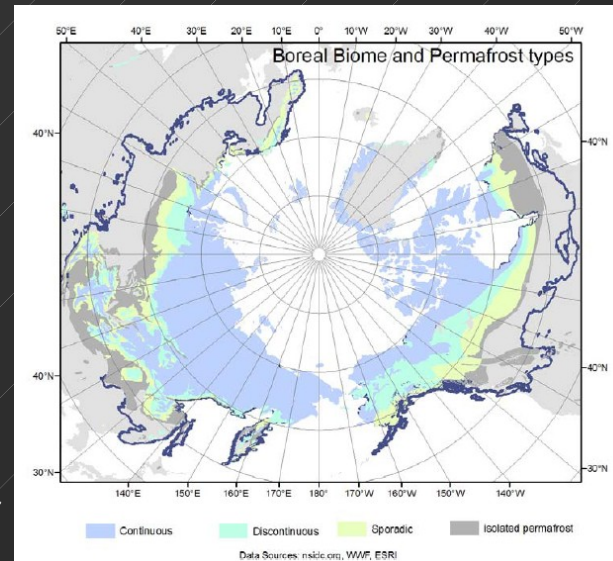 50°E 40°E 30°E 20°E 10°E 0° 10°W 20°W 30°W 40°W 50°W
Boreal Biome and Permafrost types
40°N 40°N
40°N 40°N
30°N 30°N
140°E 150°E 160°E 170°E 180° 170°W 160°W 150°W 140°W
Continuous Discontinuous Sporadic isolated permafrost
Data Sources: nsidc.org, WWF, ESRI